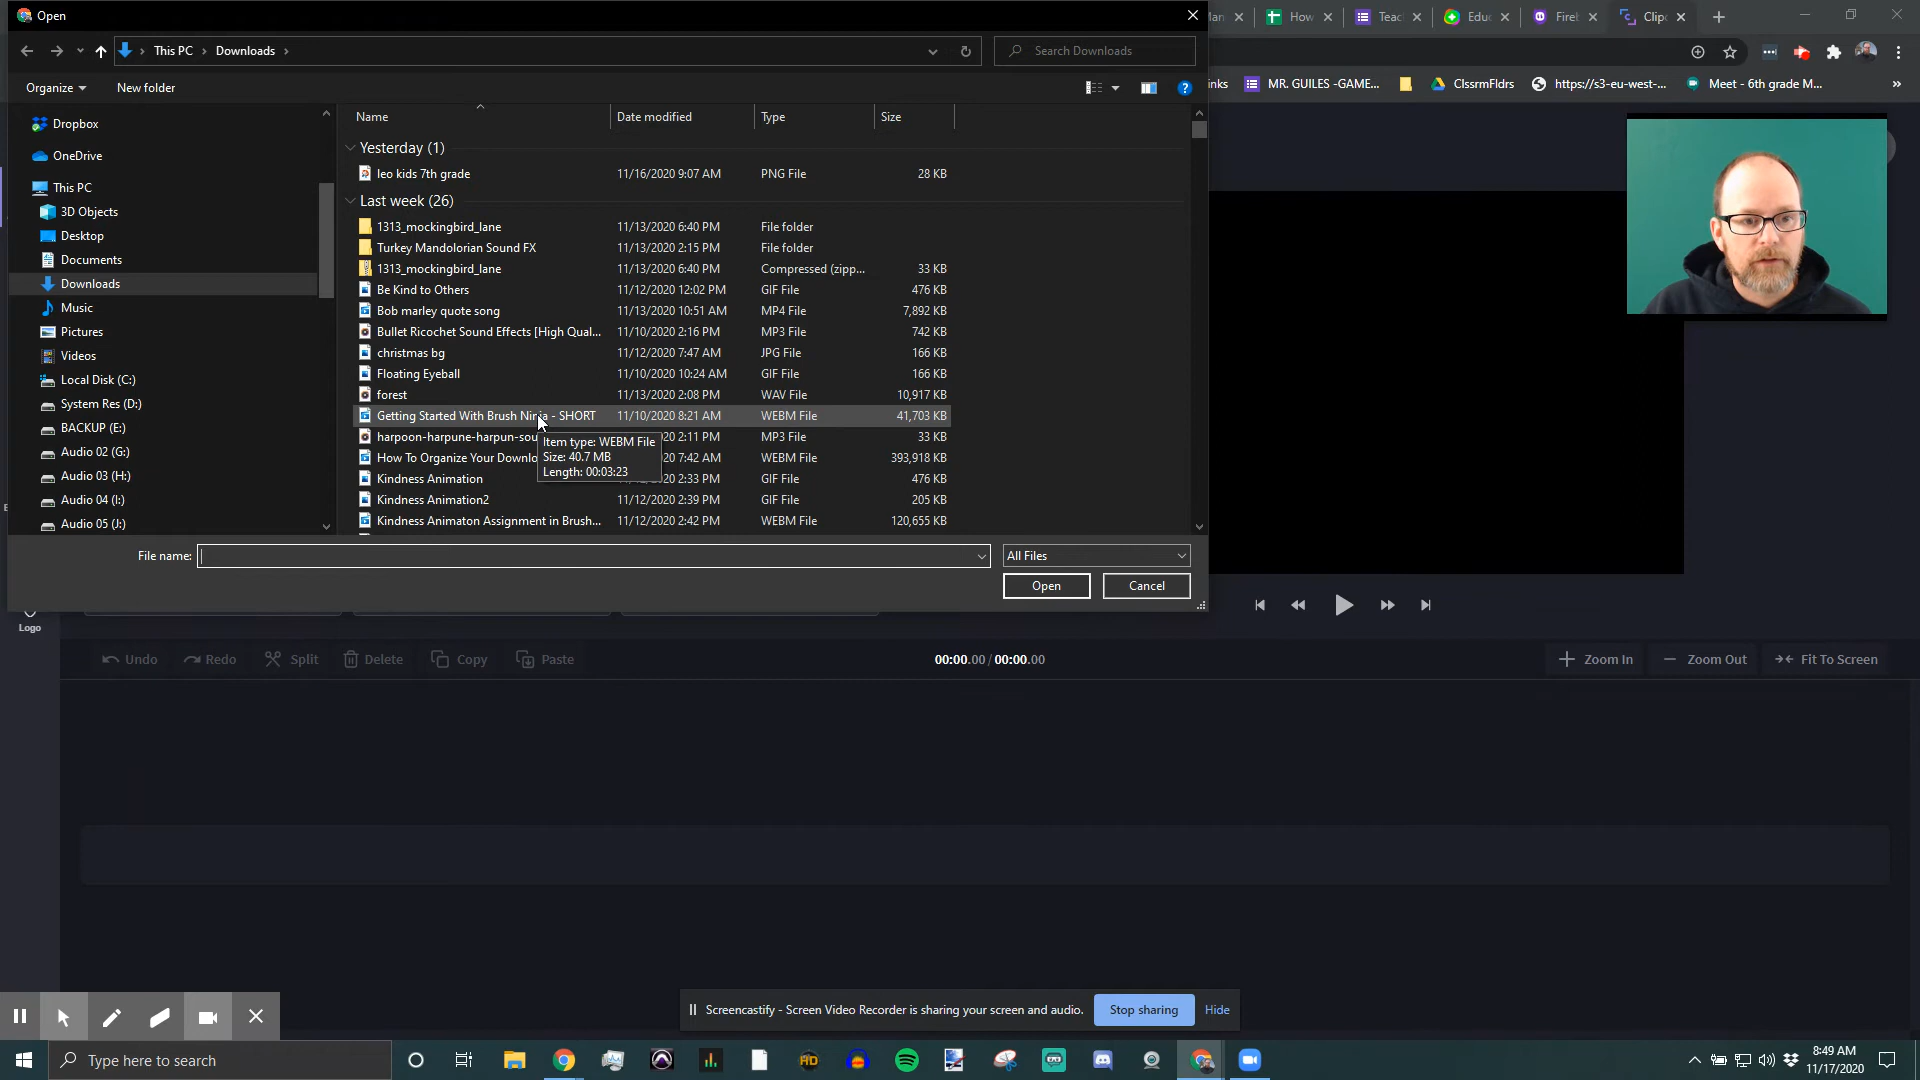 Open
This PC
Downloads
Search Downloads
Organize
New folder
Dropbox
OneDrive
This PC
3D Objects
Desktop
Documents
Downloads
Music
Pictures
Videos
Local Disk (C:)
System Res (D:)
BACKUP (E:)
Audio 02 (G:)
Audio 03 (H:)
Audio 04 (I:)
Audio 05 (J:)
Name Date modified Type Size
Yesterday (1)
leo kids 7th grade 11/16/2020 9:07 AM PNG File 28 KB
Last week (26)
1313_mockingbird_lane 11/13/2020 6:40 PM File folder
Turkey Mandolorian Sound FX 11/13/2020 2:15 PM File folder
1313_mockingbird_lane 11/13/2020 6:40 PM Compressed (zipp... 33 KB
Be Kind to Others 11/12/2020 12:02 PM GIF File 476 KB
Bob marley quote song 11/13/2020 10:51 AM MP4 File 7,892 KB
Bullet Ricochet Sound Effects [High Qual... 11/10/2020 2:16 PM MP3 File 742 KB
christmas bg 11/12/2020 7:47 AM JPG File 166 KB
Floating Eyeball 11/10/2020 10:24 AM GIF File 166 KB
forest 11/13/2020 2:08 PM WAV File 10,917 KB
Getting Started With Brush Ninja - SHORT 11/10/2020 8:21 AM WEBM File 41,703 KB
harpoon-harpune-harpun-sou 2:11 PM MP3 File 33 KB
How To Organize Your Downlo 7:42 AM WEBM File 393,918 KB
Kindness Animation 2:33 PM GIF File 476 KB
Kindness Animation2 11/12/2020 2:39 PM GIF File 205 KB
Kindness Animaton Assignment in Brush... 11/12/2020 2:42 PM WEBM File 120,655 KB
Item type: WEBM File
Size: 40.7 MB
Length: 00:03:23
File name:
All Files
Open
Cancel
How
Teac
Educ
Fire
Clip
inks
MR. GUILES -GAME...
ClssrmFldrs
https://s3-eu-west-...
Meet - 6th grade M...
Logo
Undo
Redo
Split
Delete
Copy
Paste
00:00.00 / 00:00.00
Zoom In
Zoom Out
Fit To Screen
Screencastify - Screen Video Recorder is sharing your screen and audio.
Stop sharing
Hide
Type here to search
8:49 AM
11/17/2020